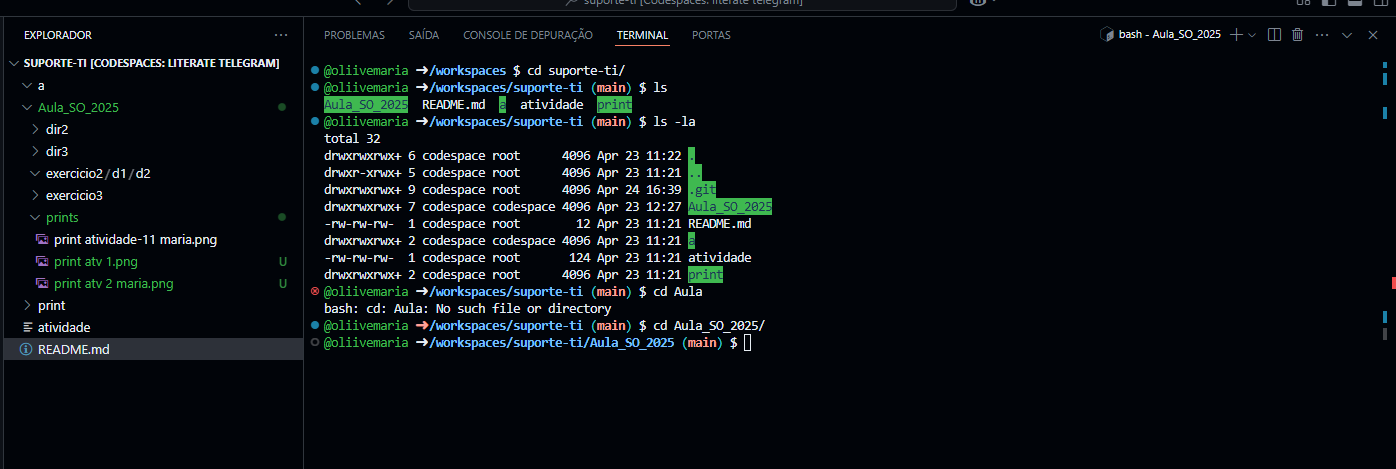 suporte-ti [Codespaces: literate telegram]
EXPLORADOR
SUPORTE-TI [CODESPACES: LITERATE TELEGRAM]
a
Aula_SO_2025
dir2
dir3
exercicio2/d1/d2
exercicio3
prints
print atividade-11 maria.png
print atv 1.png U
print atv 2 maria.png U
print
atividade
README.md
PROBLEMAS SAÍDA CONSOLE DE DEPURAÇÃO TERMINAL PORTAS
bash - Aula_SO_2025
@oliivemaria ➜/workspaces $ cd suporte-ti/
@oliivemaria ➜/workspaces/suporte-ti (main) $ ls
Aula_SO_2025 README.md a atividade print
@oliivemaria ➜/workspaces/suporte-ti (main) $ ls -la
total 32
drwxrwxrwx+ 6 codespace root 4096 Apr 23 11:22 .
drwxr-xrwx+ 5 codespace root 4096 Apr 23 11:21 ..
drwxrwxrwx+ 9 codespace root 4096 Apr 24 16:39 .git
drwxrwxrwx+ 7 codespace codespace 4096 Apr 23 12:27 Aula_SO_2025
-rw-rw-rw- 1 codespace root 12 Apr 23 11:21 README.md
drwxrwxrwx+ 2 codespace codespace 4096 Apr 23 11:21 a
-rw-rw-rw- 1 codespace root 124 Apr 23 11:21 atividade
drwxrwxrwx+ 2 codespace root 4096 Apr 23 11:21 print
@oliivemaria ➜/workspaces/suporte-ti (main) $ cd Aula
bash: cd: Aula: No such file or directory
@oliivemaria ➜/workspaces/suporte-ti (main) $ cd Aula_SO_2025/
@oliivemaria ➜/workspaces/suporte-ti/Aula_SO_2025 (main) $